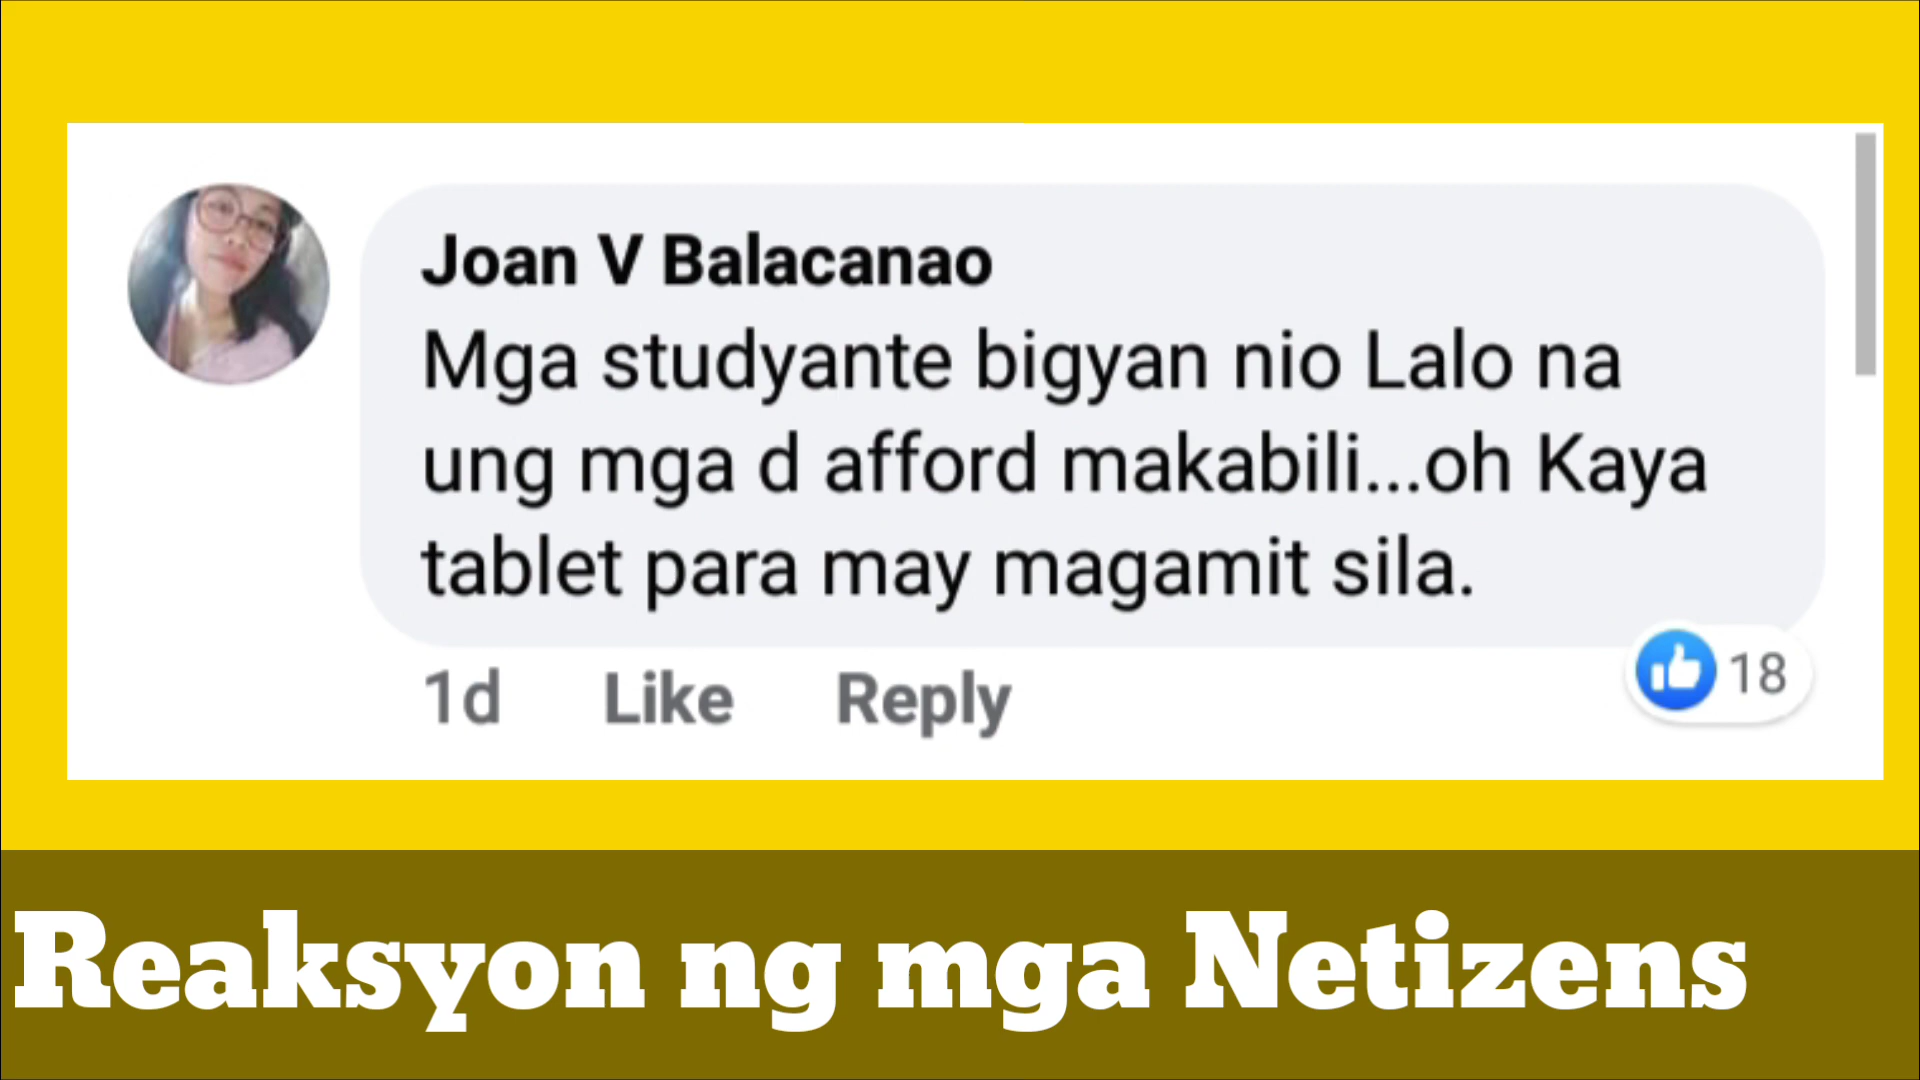 Joan V Balacanao
Mga studyante bigyan nio Lalo na
ung mga d afford makabili...oh Kaya
tablet para may magamit sila.
1d Like Reply 18
Reaksyon ng mga Netizens